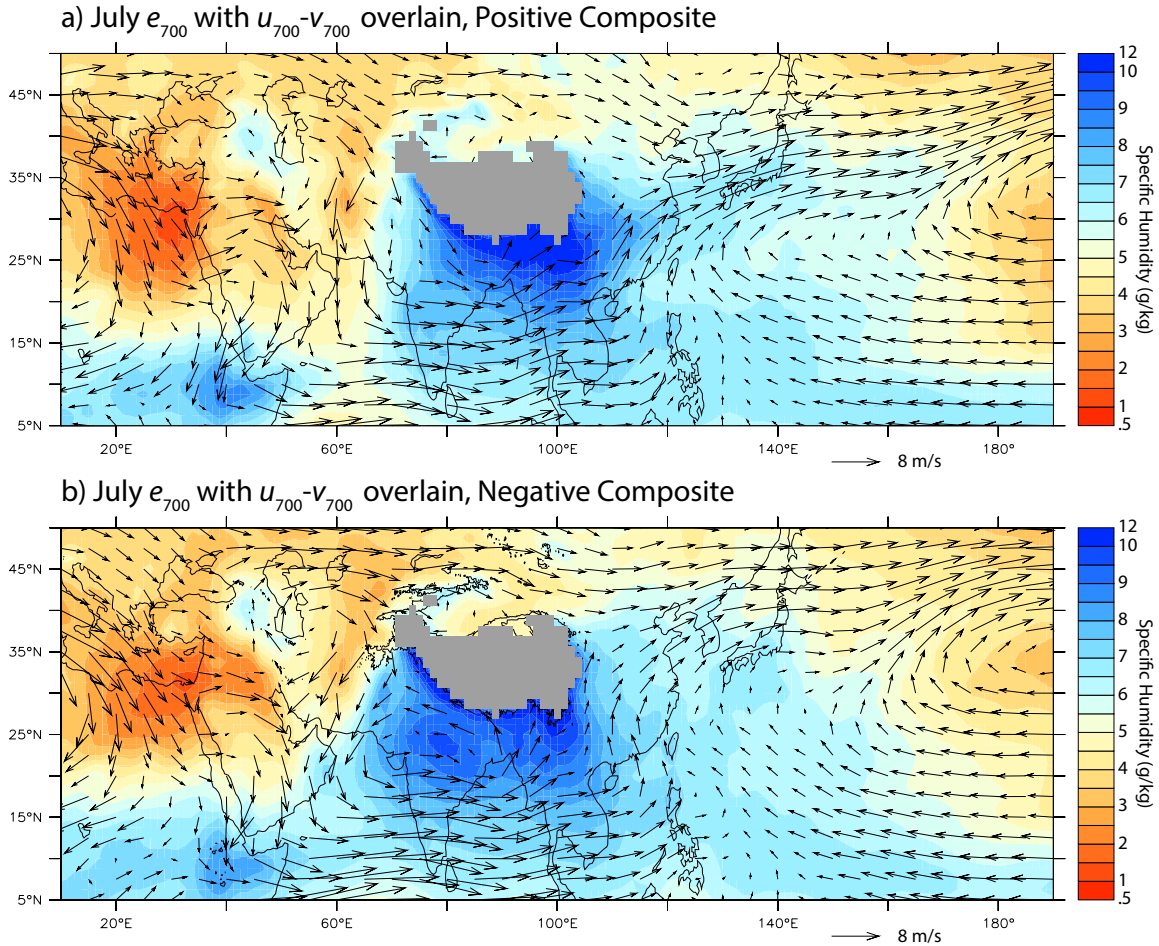 a) July e700 with u700-v700 overlain, Positive Composite
45°N
35°N
25°N
15°N
5°N
20°E
60°E
100°E
140°E
180°
8 m/s
12
10
9
8
7
6
5
4
3
2
1
.5
Specific Humidity (g/kg)
b) July e700 with u700-v700 overlain, Negative Composite
45°N
35°N
25°N
15°N
5°N
20°E
60°E
100°E
140°E
180°
8 m/s
12
10
9
8
7
6
5
4
3
2
1
.5
Specific Humidity (g/kg)